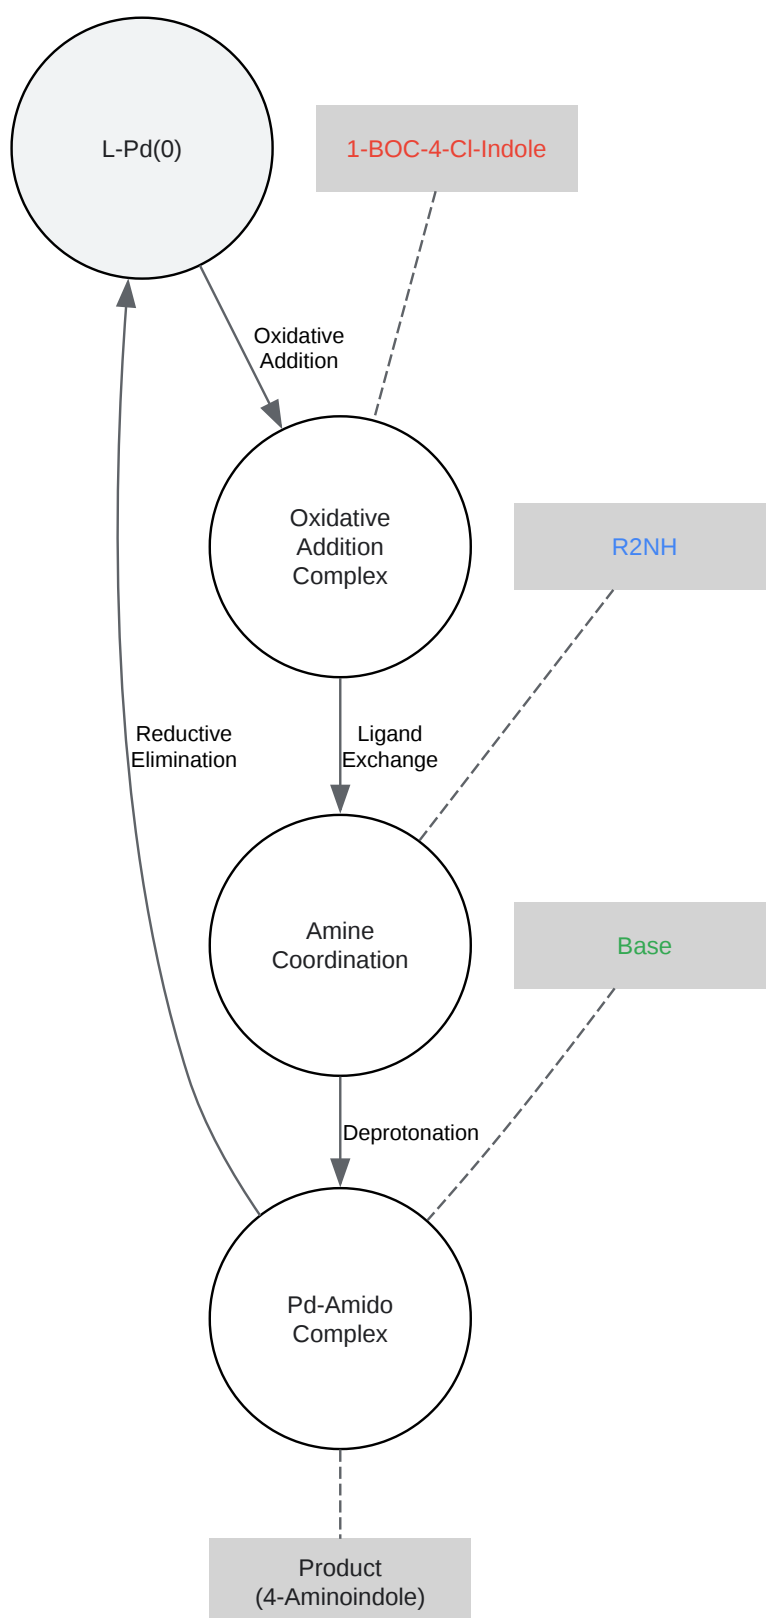 L-Pd(0)
1-BOC-4-Cl-Indole
Oxidative
Addition
Oxidative
Addition
Complex
R2NH
Reductive
Elimination
Ligand
Exchange
Amine
Coordination
Base
Deprotonation
Pd-Amido
Complex
Product
(4-Aminoindole)